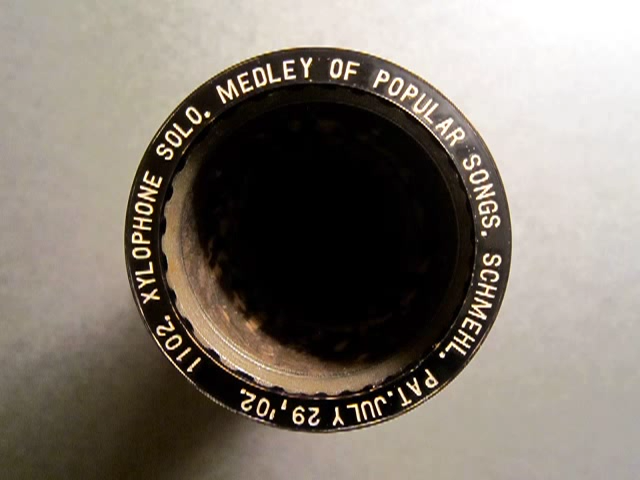 1102. XYLOPHONE SOLO. MEDLEY OF POPULAR SONGS. SCHMEHL. PAT. JULY 29, '02.